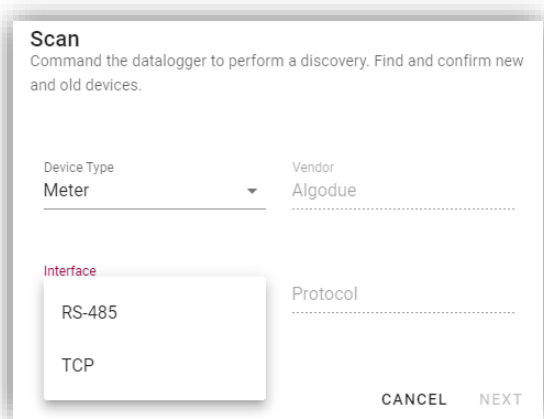 Scan
Command the datalogger to perform a discovery. Find and confirm new
and old devices.
Device Type
Meter
Vendor
Algodue
Interface
RS-485
TCP
Protocol
CANCEL NEXT